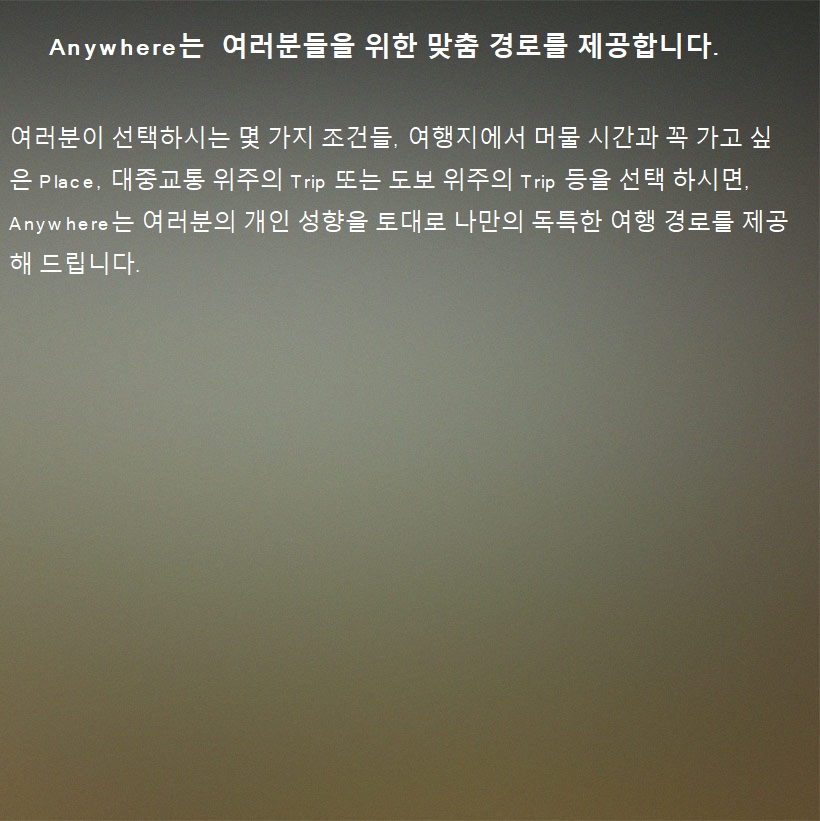 Anywhere는 여러분들을 위한 맞춤 경로를 제공합니다.
여러분이 선택하시는 몇 가지 조건들, 여행지에서 머물 시간과 꼭 가고 싶
은 Place, 대중교통 위주의 Trip 또는 도보 위주의 Trip 등을 선택 하시면,
Anywhere는 여러분의 개인 성향을 토대로 나만의 독특한 여행 경로를 제공
해 드립니다.